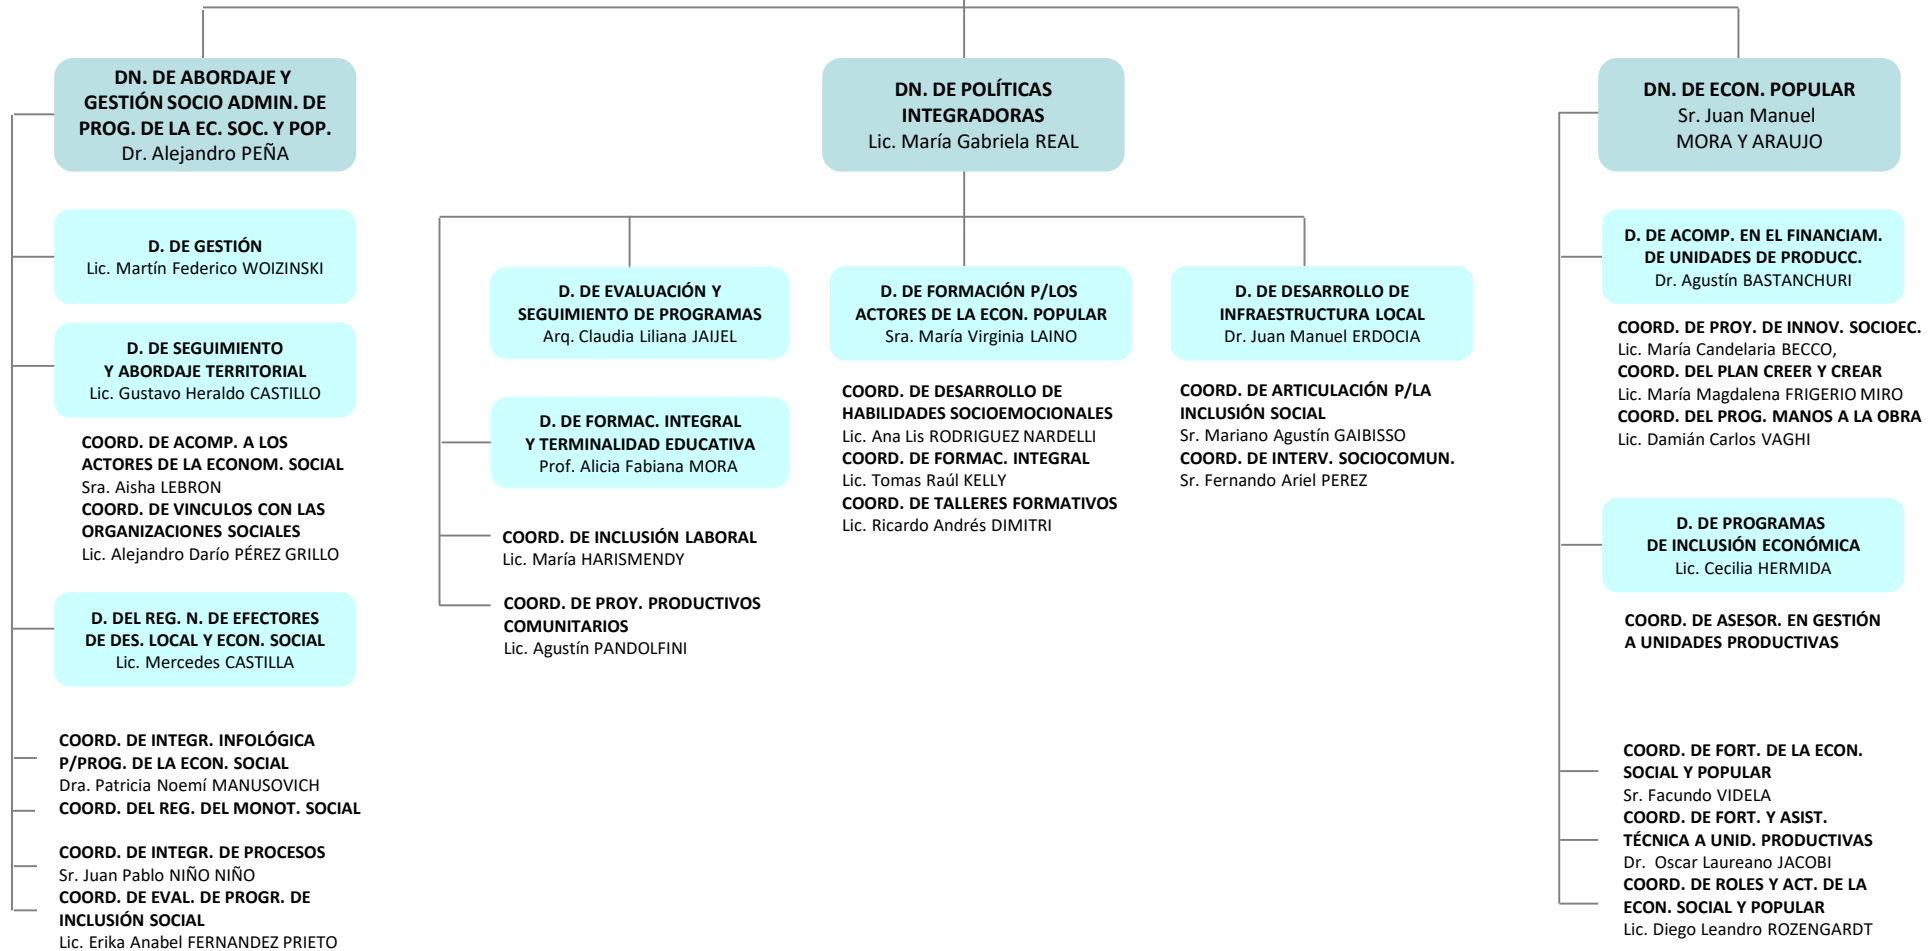 DN. DE ABORDAJE Y
GESTIÓN SOCIO ADMIN. DE
PROG. DE LA EC. SOC. Y POP.
Dr. Alejandro PEÑA
D. DE GESTIÓN
Lic. Martín Federico WOIZINSKI
D. DE SEGUIMIENTO
Y ABORDAJE TERRITORIAL
Lic. Gustavo Heraldo CASTILLO
COORD. DE ACOMP. A LOS
ACTORES DE LA ECONOM. SOCIAL
Sra. Aisha LEBRON
COORD. DE VINCULOS CON LAS
ORGANIZACIONES SOCIALES
Lic. Alejandro Darío PÉREZ GRILLO
D. DEL REG. N. DE EFECTORES
DE DES. LOCAL Y ECON. SOCIAL
Lic. Mercedes CASTILLA
COORD. DE INTEGR. INFOLÓGICA
P/PROG. DE LA ECON. SOCIAL
Dra. Patricia Noemí MANUSOVICH
COORD. DEL REG. DEL MONOT. SOCIAL
COORD. DE INTEGR. DE PROCESOS
Sr. Juan Pablo NIÑO NIÑO
COORD. DE EVAL. DE PROGR. DE
INCLUSIÓN SOCIAL
Lic. Erika Anabel FERNANDEZ PRIETO
DN. DE POLÍTICAS
INTEGRADORAS
Lic. María Gabriela REAL
D. DE EVALUACIÓN Y
SEGUIMIENTO DE PROGRAMAS
Arq. Claudia Liliana JAIJEL
D. DE FORMAC. INTEGRAL
Y TERMINALIDAD EDUCATIVA
Prof. Alicia Fabiana MORA
COORD. DE INCLUSIÓN LABORAL
Lic. María HARISMENDY
COORD. DE PROY. PRODUCTIVOS
COMUNITARIOS
Lic. Agustín PANDOLFINI
D. DE FORMACIÓN P/LOS
ACTORES DE LA ECON. POPULAR
Sra. María Virginia LAINO
COORD. DE DESARROLLO DE
HABILIDADES SOCIOEMOCIONALES
Lic. Ana Lis RODRIGUEZ NARDELLI
COORD. DE FORMAC. INTEGRAL
Lic. Tomas Raúl KELLY
COORD. DE TALLERES FORMATIVOS
Lic. Ricardo Andrés DIMITRI
D. DE DESARROLLO DE
INFRAESTRUCTURA LOCAL
Dr. Juan Manuel ERDOCIA
COORD. DE ARTICULACIÓN P/LA
INCLUSIÓN SOCIAL
Sr. Mariano Agustín GAIBISSO
COORD. DE INTERV. SOCIOCOMUN.
Sr. Fernando Ariel PEREZ
DN. DE ECON. POPULAR
Sr. Juan Manuel
MORA Y ARAUJO
D. DE ACOMP. EN EL FINANCIAM.
DE UNIDADES DE PRODUCC.
Dr. Agustín BASTANCHURI
COORD. DE PROY. DE INNOV. SOCIOEC.
Lic. María Candelaria BECCO,
COORD. DEL PLAN CREER Y CREAR
Lic. María Magdalena FRIGERIO MIRO
COORD. DEL PROG. MANOS A LA OBRA
Lic. Damián Carlos VAGHI
D. DE PROGRAMAS
DE INCLUSIÓN ECONÓMICA
Lic. Cecilia HERMIDA
COORD. DE ASESOR. EN GESTIÓN
A UNIDADES PRODUCTIVAS
COORD. DE FORT. DE LA ECON.
SOCIAL Y POPULAR
Sr. Facundo VIDELA
COORD. DE FORT. Y ASIST.
TÉCNICA A UNID. PRODUCTIVAS
Dr. Oscar Laureano JACOBI
COORD. DE ROLES Y ACT. DE LA
ECON. SOCIAL Y POPULAR
Lic. Diego Leandro ROZENGARDT